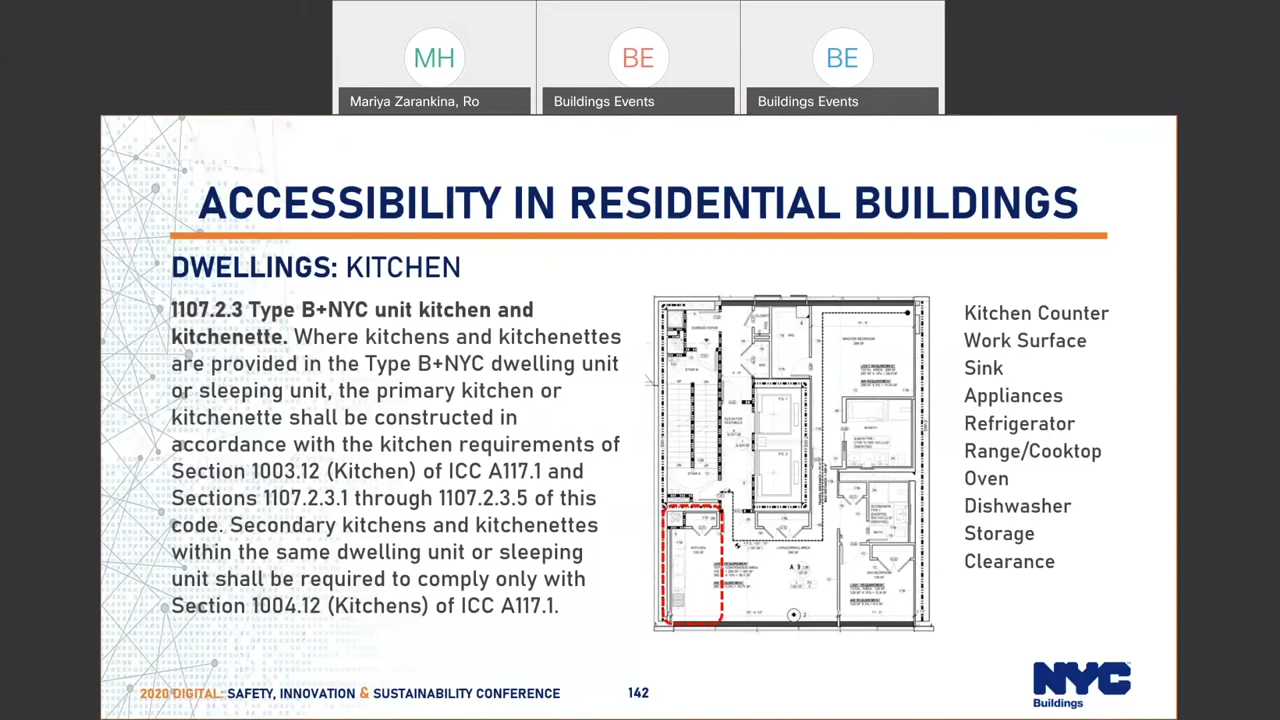 MH
BE
BE
Mariya Zarankina, Ro
Buildings Events
Buildings Events
ACCESSIBILITY IN RESIDENTIAL BUILDINGS
DWELLINGS: KITCHEN
1107.2.3 Type B+NYC unit kitchen and
kitchenette. Where kitchens and kitchenettes
are provided in the Type B+NYC dwelling unit
or sleeping unit, the primary kitchen or
kitchenette shall be constructed in
accordance with the kitchen requirements of
Section 1003.12 (Kitchen) of ICC A117.1 and
Sections 1107.2.3.1 through 1107.2.3.5 of this
code. Secondary kitchens and kitchenettes
within the same dwelling unit or sleeping
unit shall be required to comply only with
Section 1004.12 (Kitchens) of ICC A117.1.
MASTER BEDROOM
KITCHEN
Kitchen Counter
Work Surface
Sink
Appliances
Refrigerator
Range/Cooktop
Oven
Dishwasher
Storage
Clearance
2020 DIGITAL: SAFETY, INNOVATION & SUSTAINABILITY CONFERENCE
142
NYC
Buildings